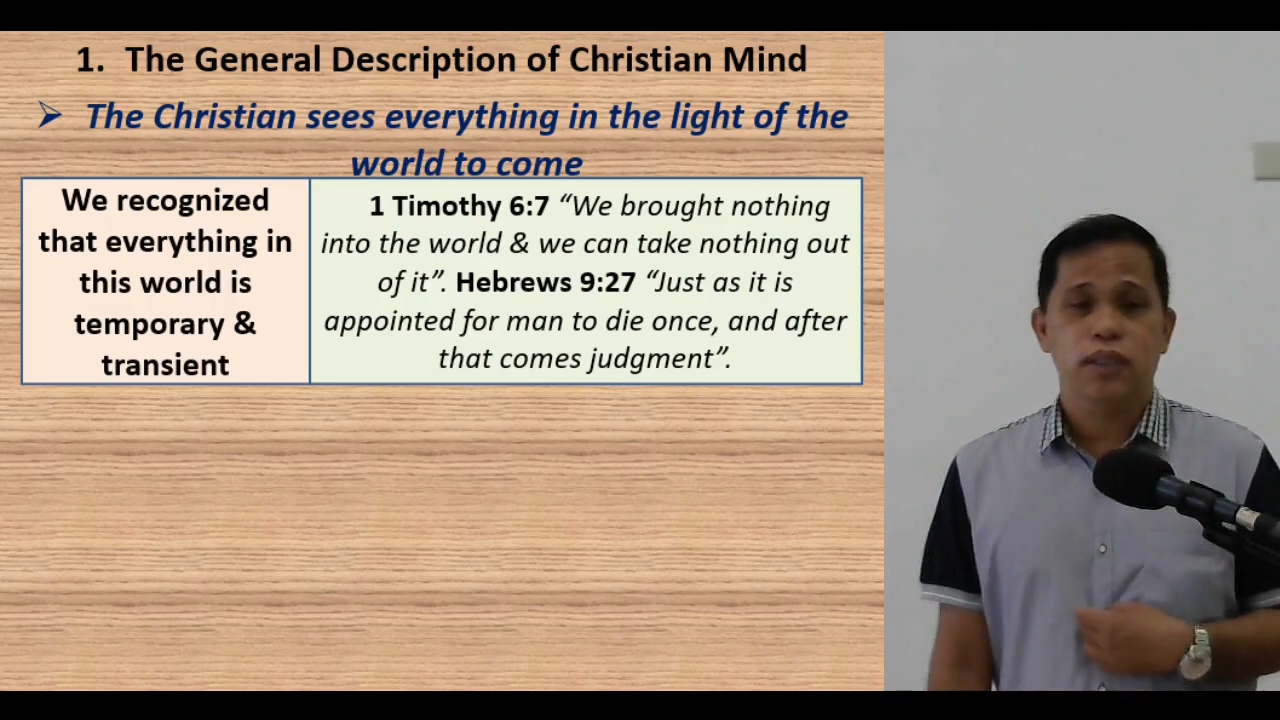 1. The General Description of Christian Mind
➢ The Christian sees everything in the light of the
world to come
We recognized
that everything in
this world is
temporary &
transient
1 Timothy 6:7 “We brought nothing
into the world & we can take nothing out
of it”. Hebrews 9:27 “Just as it is
appointed for man to die once, and after
that comes judgment”.